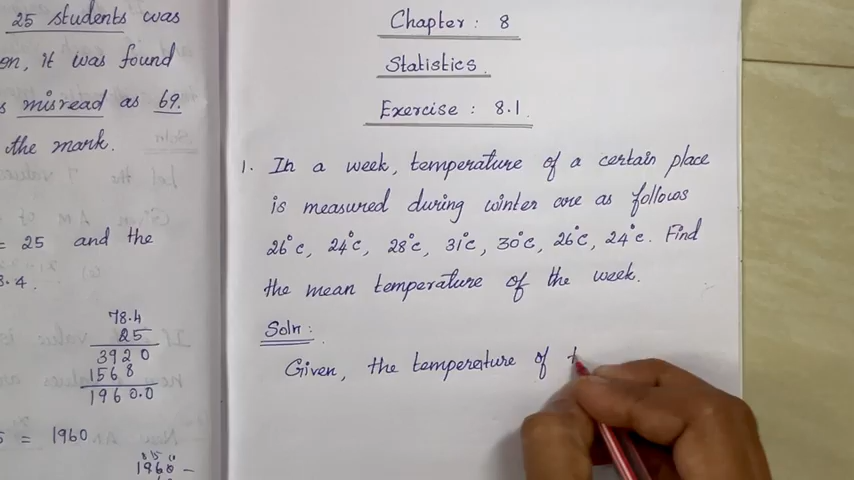 25 students was
on, it was found
misread as 69.
the mark.
= 25 and the
3.4.
78.4
25
3920
1568
1960.0
= 1960
8 15 10
1960 -
Chapter : 8
Statistics.
Exercise : 8.1.
1. In a week, temperature of a certain place
is measured during winter are as follows
26°c, 24°c, 28°c, 31°c, 30°c, 26°c, 24°c. Find
the mean temperature of the week.
Soln :
Given, the temperature of t